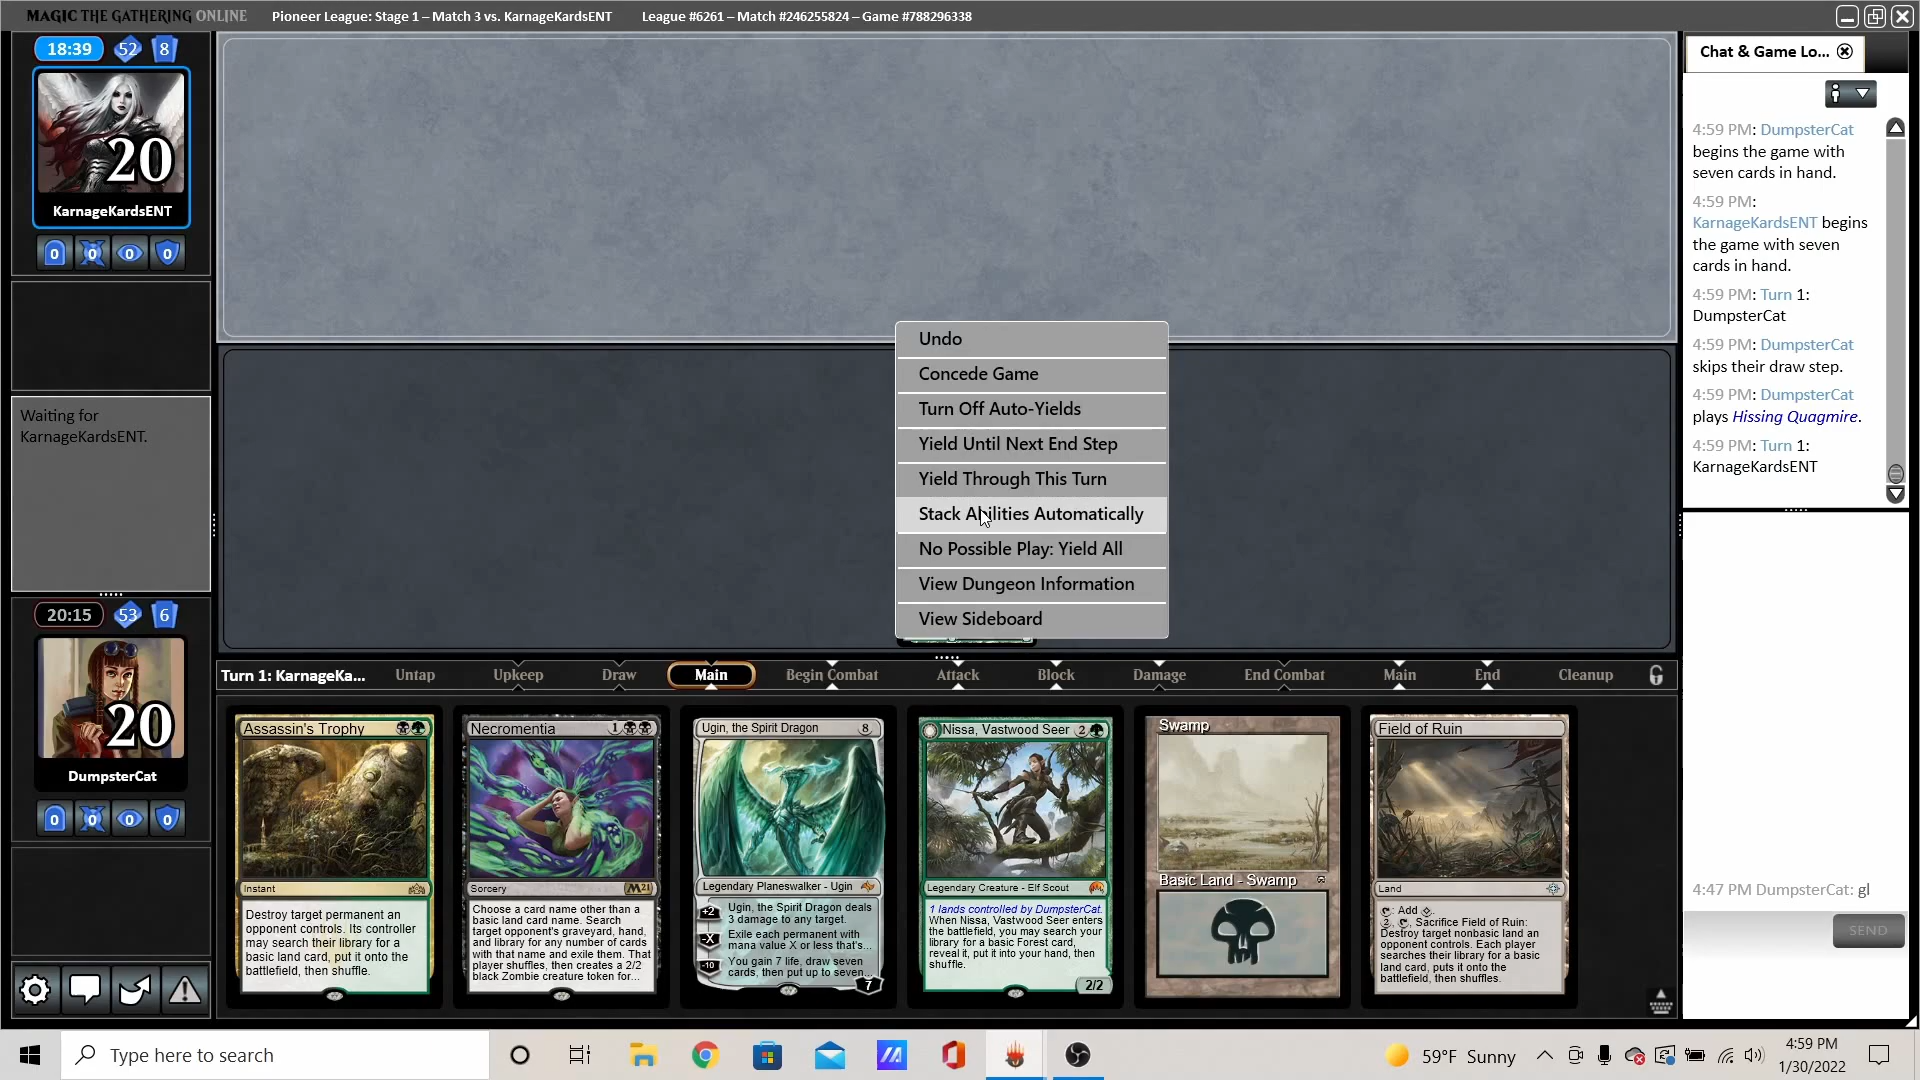 MAGIC THE GATHERING ONLINE
Pioneer League: Stage 1 – Match 3 vs. KarnageKardsENT
League #6261 – Match #246255824 – Game #788296338
18:39
52
8
20
KarnageKardsENT
0
0
0
0
Waiting for
KarnageKardsENT.
20:15
53
6
20
DumpsterCat
0
0
0
0
Undo
Concede Game
Turn Off Auto-Yields
Yield Until Next End Step
Yield Through This Turn
Stack Abilities Automatically
No Possible Play: Yield All
View Dungeon Information
View Sideboard
Turn 1: KarnageKa...
Untap
Upkeep
Draw
Main
Begin Combat
Attack
Block
Damage
End Combat
Main
End
Cleanup
Assassin's Trophy
Instant
Destroy target permanent an
opponent controls. Its controller
may search their library for a
basic land card, put it onto the
battlefield, then shuffle.
Necromentia
1
Sorcery
M21
Choose a card name other than a
basic land card name. Search
target opponent's graveyard, hand,
and library for any number of cards
with that name and exile them. That
player shuffles, then creates a 2/2
black Zombie creature token for...
Ugin, the Spirit Dragon
8
Legendary Planeswalker - Ugin
+2
Ugin, the Spirit Dragon deals
3 damage to any target.
-X
Exile each permanent with
mana value X or less that's...
-10
You gain 7 life, draw seven
cards, then put up to seven...
7
Nissa, Vastwood Seer
2
Legendary Creature - Elf Scout
1 lands controlled by DumpsterCat.
When Nissa, Vastwood Seer enters
the battlefield, you may search your
library for a basic Forest card,
reveal it, put it into your hand, then
shuffle.
2/2
Swamp
Basic Land - Swamp
Field of Ruin
Land
: Add .
2, , Sacrifice Field of Ruin:
Destroy target nonbasic land an
opponent controls. Each player
searches their library for a basic
land card, puts it onto the
battlefield, then shuffles.
Chat & Game Lo...
4:59 PM: DumpsterCat
begins the game with
seven cards in hand.
4:59 PM:
KarnageKardsENT begins
the game with seven
cards in hand.
4:59 PM: Turn 1:
DumpsterCat
4:59 PM: DumpsterCat
skips their draw step.
4:59 PM: DumpsterCat
plays Hissing Quagmire.
4:59 PM: Turn 1:
KarnageKardsENT
4:47 PM DumpsterCat: gl
SEND
Type here to search
59°F Sunny
4:59 PM
1/30/2022